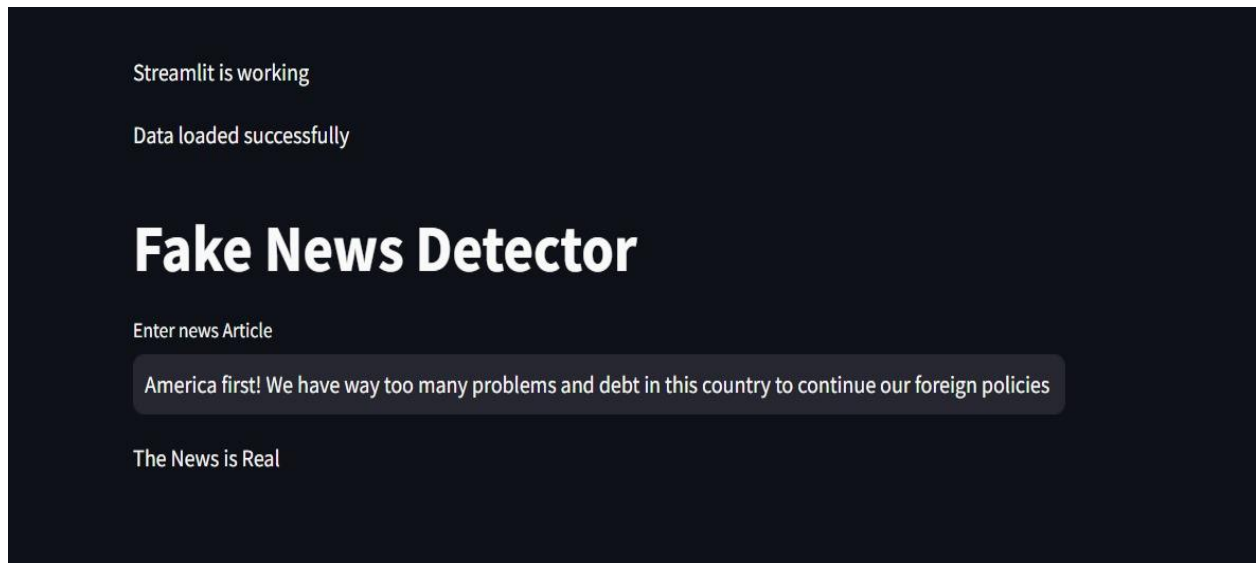 Streamlit is working
Data loaded successfully
Fake News Detector
Enter news Article
America first! We have way too many problems and debt in this country to continue our foreign policies
The News is Real